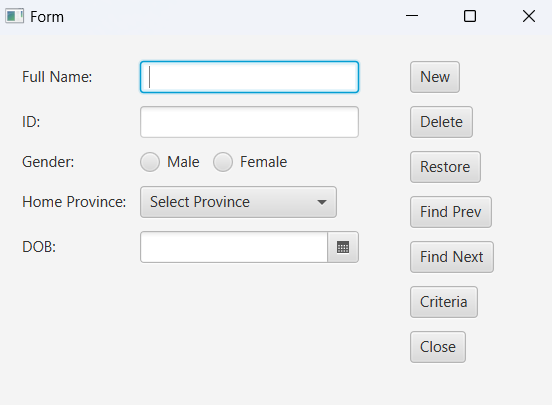 Form
Full Name:
New
ID:
Delete
Gender:
Male
Female
Restore
Home Province:
Select Province
Find Prev
DOB:
Find Next
Criteria
Close